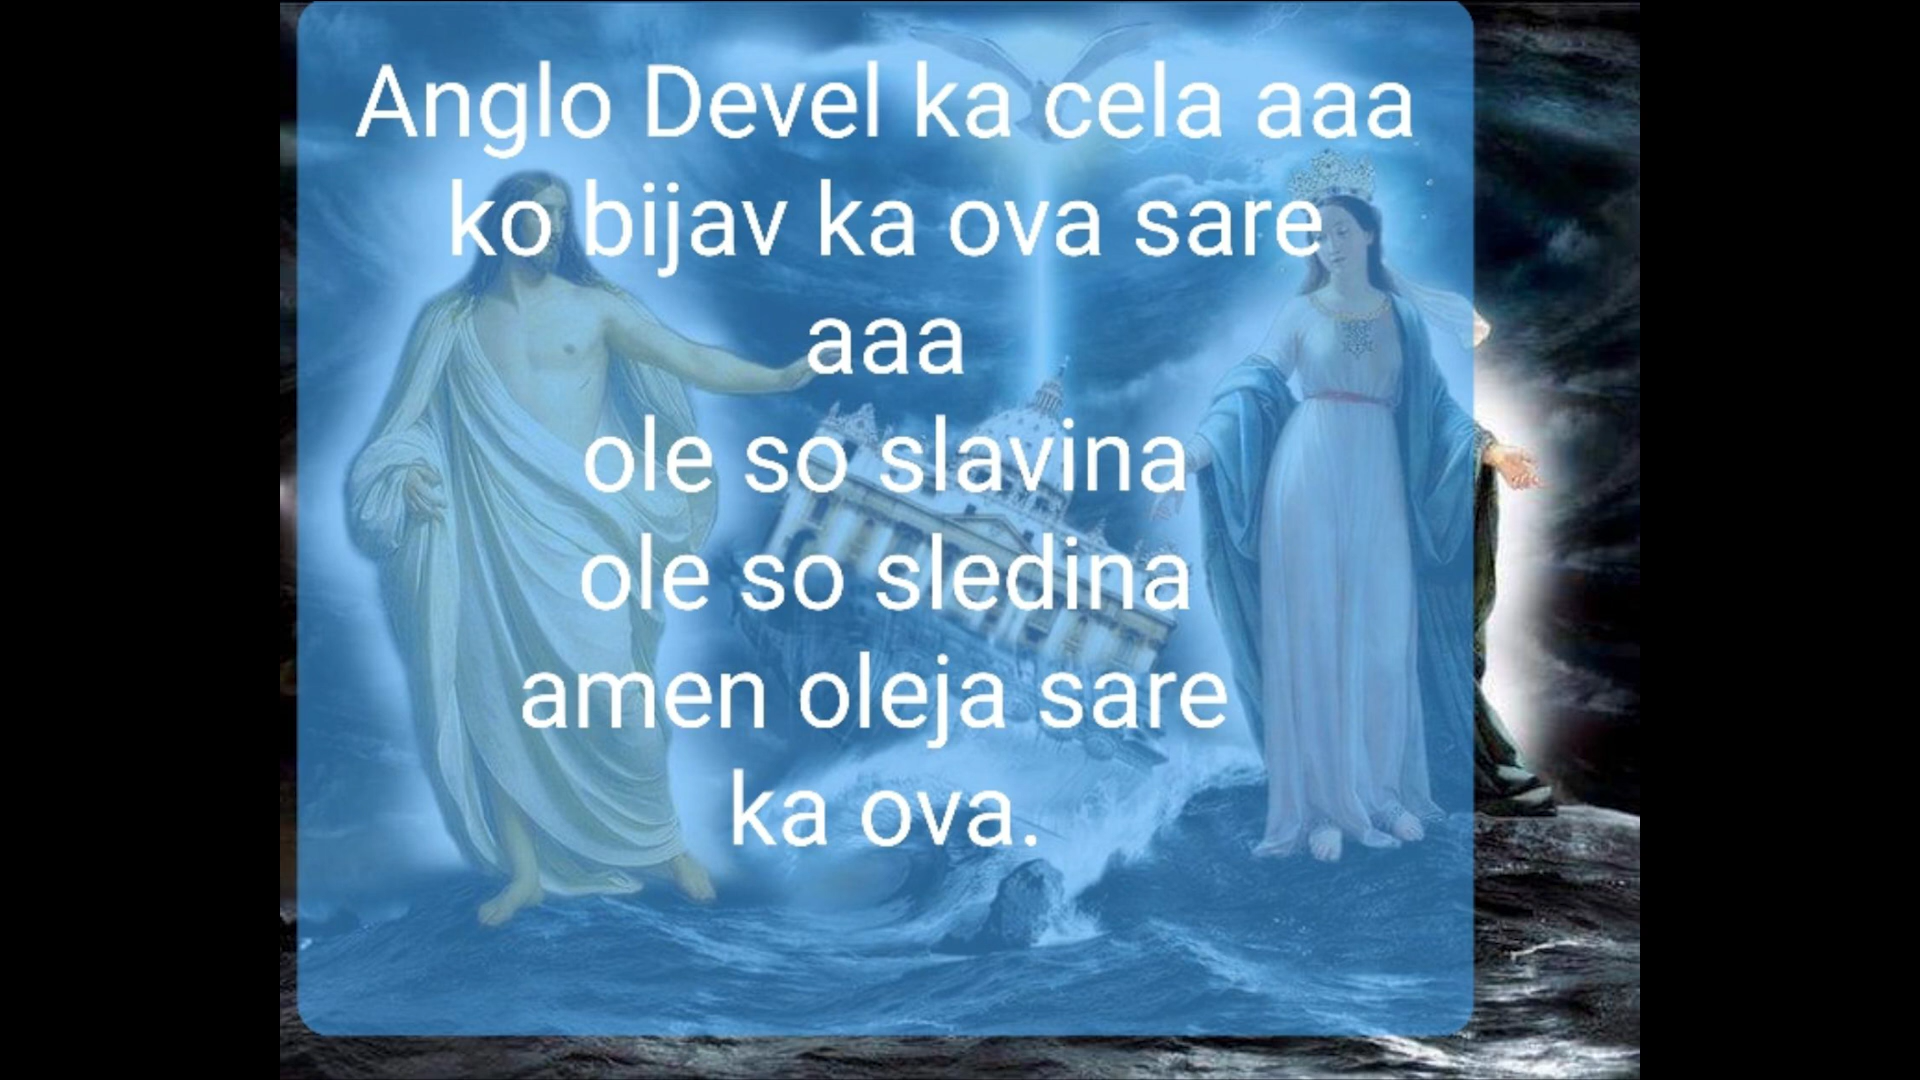 Anglo Devel ka cela aaa
ko bijav ka ova sare
aaa
ole so slavina
ole so sledina
amen oleja sare
ka ova.